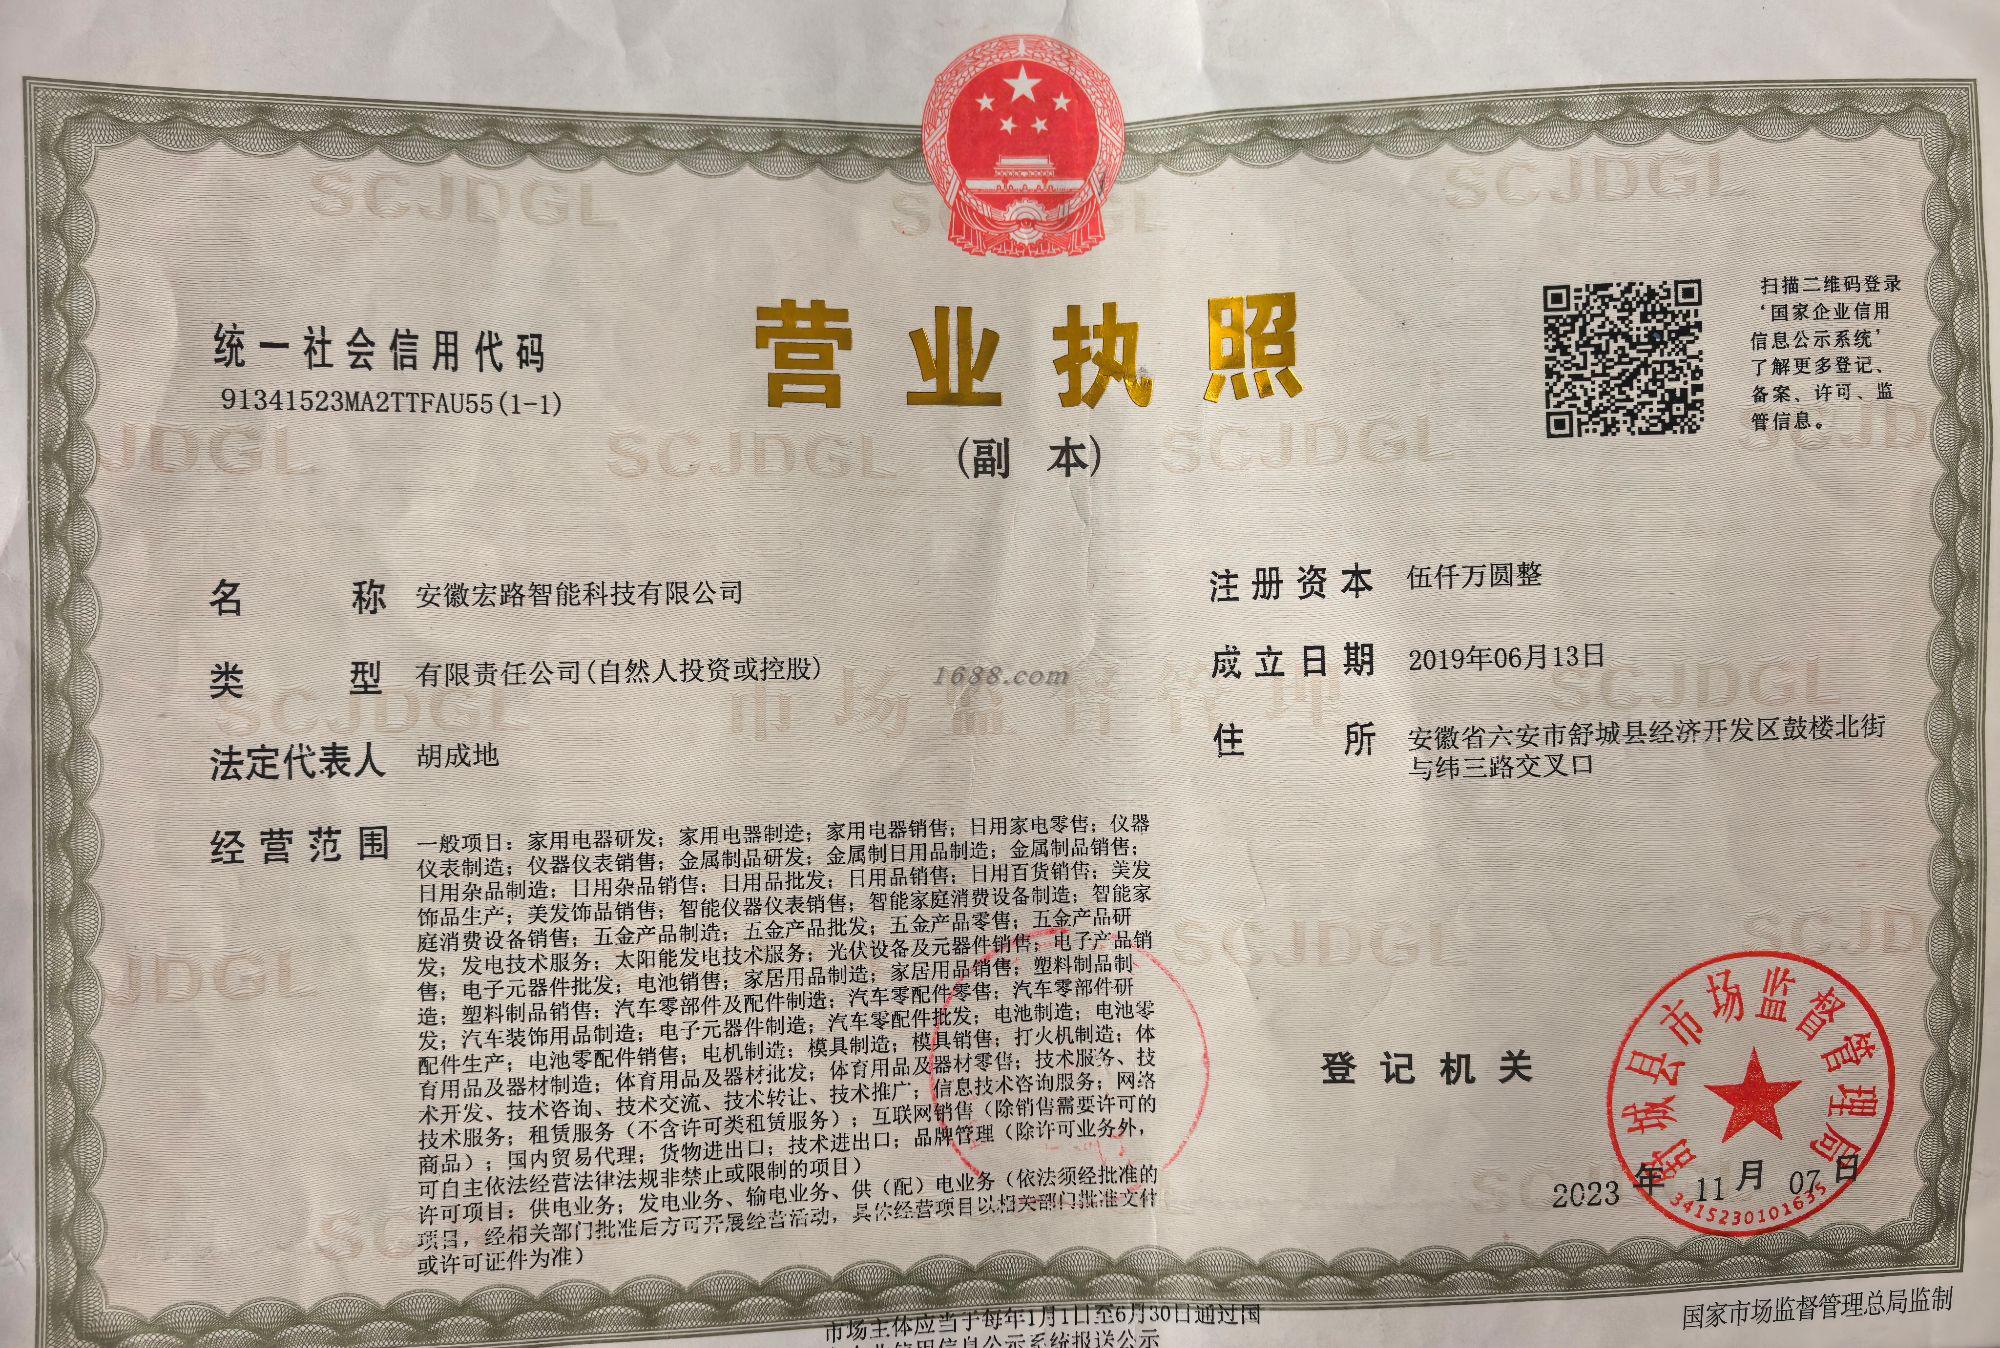 营业执照
(副 本)
统一社会信用代码
91341523MA2TTFAU55(1-1)
扫描二维码登录
‘国家企业信用
信息公示系统’
了解更多登记、
备案、许可、监
管信息。
名 称 安徽宏路智能科技有限公司
类 型 有限责任公司(自然人投资或控股)
法定代表人 胡成地
经营范围 一般项目：家用电器研发；家用电器制造；家用电器销售；日用家电零售；仪器
仪表制造；仪器仪表销售；金属制品研发；金属制日用品制造；金属制品销售；
日用杂品制造；日用杂品销售；日用品批发；日用品销售；日用百货销售；美发
饰品生产；美发饰品销售；智能仪器仪表销售；智能家庭消费设备制造；智能家
庭消费设备销售；五金产品制造；五金产品批发；五金产品零售；五金产品研
发；发电技术服务；太阳能发电技术服务；光伏设备及元器件销售；电子产品销
售；电子元器件批发；电池销售；家居用品制造；家居用品销售；塑料制品制
造；塑料制品销售；汽车零部件及配件制造；汽车零配件零售；汽车零部件研
发；汽车装饰用品制造；电子元器件制造；汽车零配件批发；电池制造；电池零
配件生产；电池零配件销售；电机制造；模具制造；模具销售；打火机制造；体
育用品及器材制造；体育用品及器材批发；体育用品及器材零售；技术服务、技
术开发、技术咨询、技术交流、技术转让、技术推广；信息技术咨询服务；网络
技术服务；租赁服务（不含许可类租赁服务）；互联网销售（除销售需要许可的
商品）；国内贸易代理；货物进出口；技术进出口；品牌管理（除许可业务外，
可自主依法经营法律法规非禁止或限制的项目）
许可项目：供电业务；发电业务、输电业务、供（配）电业务（依法须经批准的
项目，经相关部门批准后方可开展经营活动，具体经营项目以相关部门批准文件
或许可证件为准）
注册资本 伍仟万圆整
成立日期 2019年06月13日
住 所 安徽省六安市舒城县经济开发区鼓楼北街
与纬三路交叉口
登记机关
舒城县市场监督管理局
3415230101635
2023 年 11 月 07 日
1688.com
SCJDGL
市场监督管理
市场主体应当于每年1月1日至6月30日通过国
家企业信用信息公示系统报送公示
国家市场监督管理总局监制